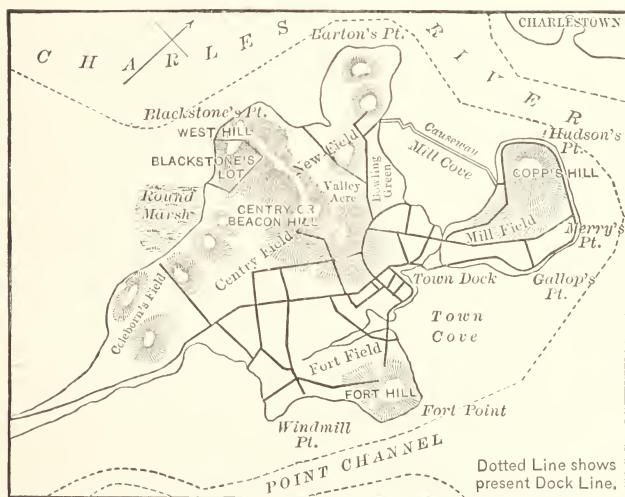 CHARLES RIVER
CHARLESTOWN
Barton's Pt.
Blackstone's Pt.
WEST HILL
BLACKSTONE'S
LOT
New Field
Causeway
Mill Cove
Hudson's
Pt.
COPP'S HILL
Bowling
Green
Valley
Acre
Round
Marsh
CENTRY OR
BEACON HILL
Mill Field
Merry's
Pt.
Centry Field
Coleborn's Field
Town Dock
Gallop's
Pt.
TOWN
COVE
Fort Field
FORT HILL
Fort Point
Windmill
Pt.
POINT CHANNEL
Dotted Line shows
present Dock Line.